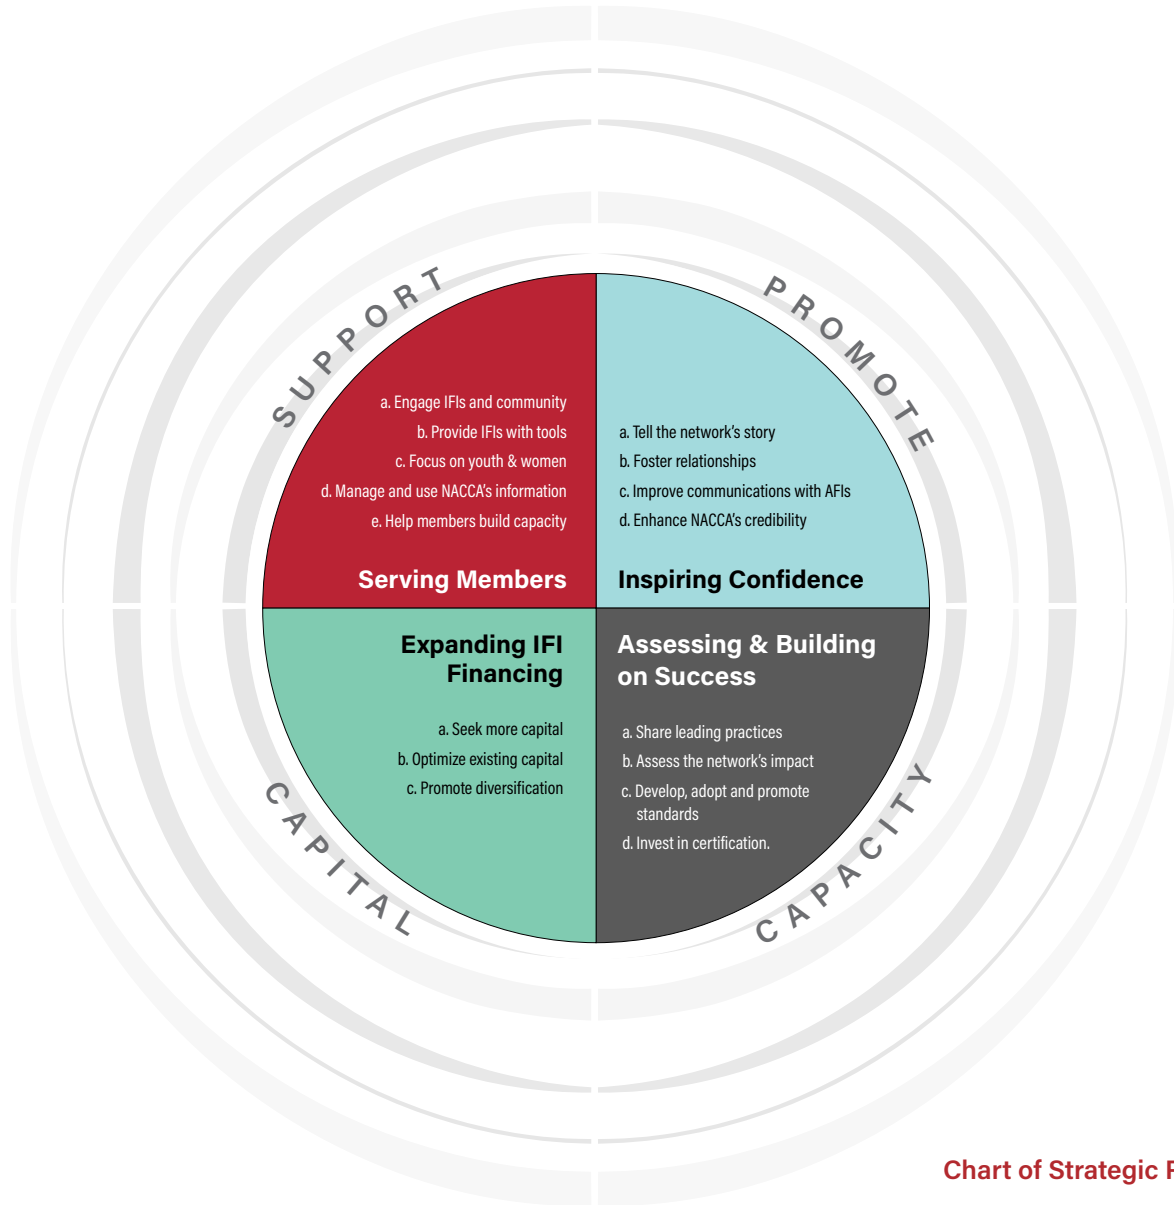 SUPPORT
PROMOTE
a. Engage IFIs and community
b. Provide IFIs with tools
c. Focus on youth & women
d. Manage and use NACCA’s information
e. Help members build capacity
Serving Members
a. Tell the network’s story
b. Foster relationships
c. Improve communications with AFIs
d. Enhance NACCA’s credibility
Inspiring Confidence
Expanding IFI
Financing
a. Seek more capital
b. Optimize existing capital
c. Promote diversification
Assessing & Building
on Success
a. Share leading practices
b. Assess the network’s impact
c. Develop, adopt and promote
standards
d. Invest in certification.
CAPITAL
CAPACITY
Chart of Strategic